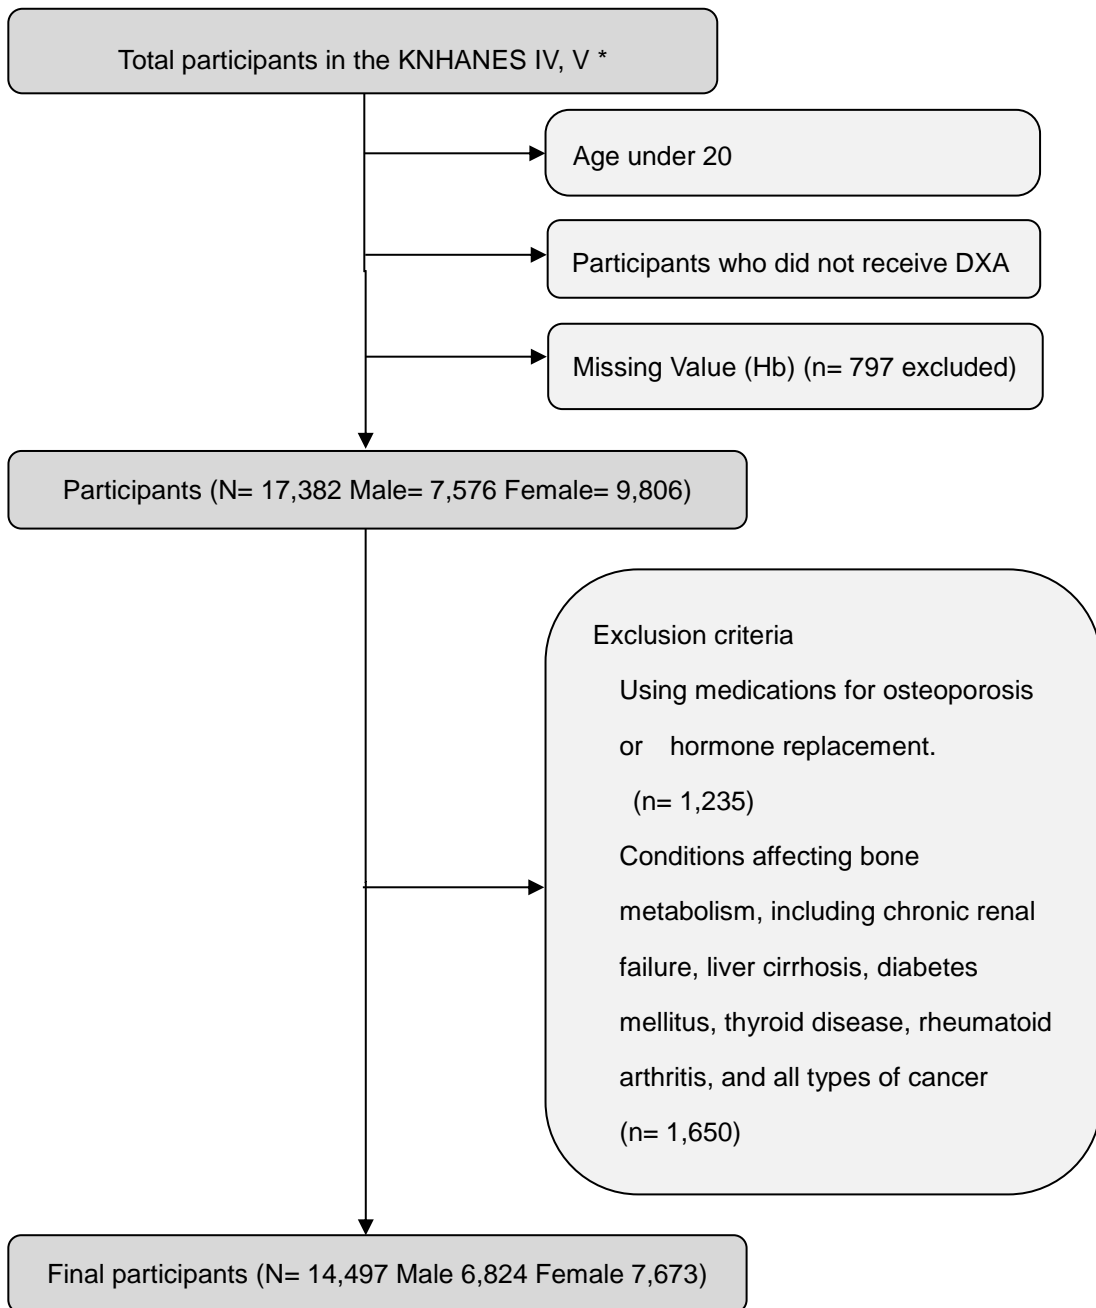 Total participants in the KNHANES IV, V *
Age under 20
Participants who did not receive DXA
Missing Value (Hb) (n= 797 excluded)
Participants (N= 17,382 Male= 7,576 Female= 9,806)
Exclusion criteria
Using medications for osteoporosis
or hormone replacement.
(n= 1,235)
Conditions affecting bone
metabolism, including chronic renal
failure, liver cirrhosis, diabetes
mellitus, thyroid disease, rheumatoid
arthritis, and all types of cancer
(n= 1,650)
Final participants (N= 14,497 Male 6,824 Female 7,673)